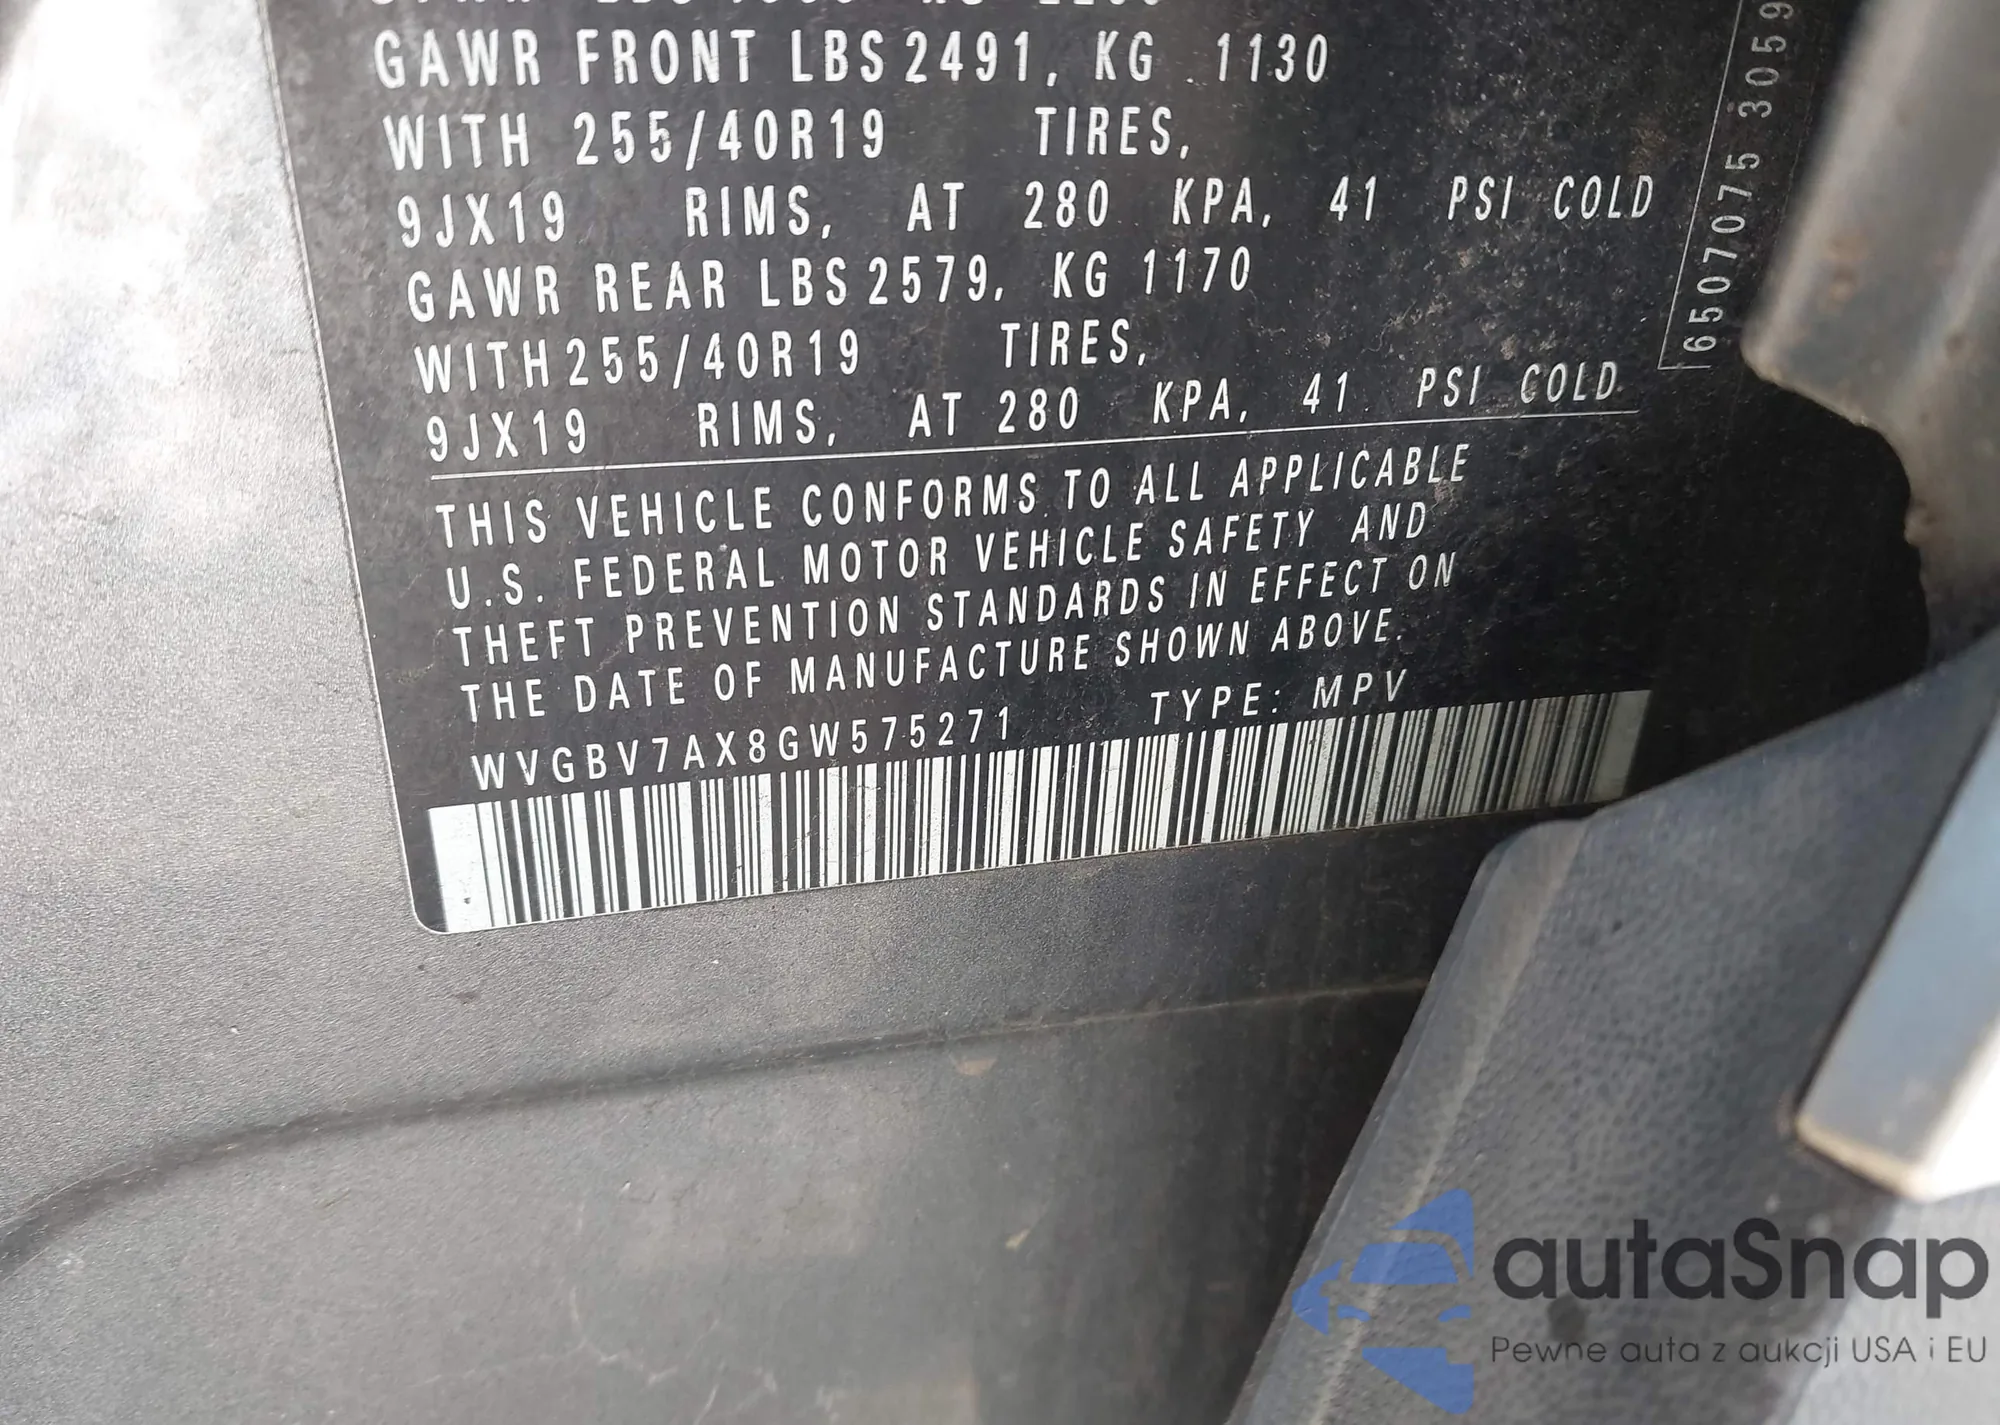 GAWR FRONT LBS 2491, KG 1130
WITH 255/40R19 TIRES,
9JX19 RIMS, AT 280 KPA, 41 PSI COLD
GAWR REAR LBS 2579, KG 1170
WITH 255/40R19 TIRES,
9JX19 RIMS, AT 280 KPA, 41 PSI COLD
THIS VEHICLE CONFORMS TO ALL APPLICABLE
U.S. FEDERAL MOTOR VEHICLE SAFETY AND
THEFT PREVENTION STANDARDS IN EFFECT ON
THE DATE OF MANUFACTURE SHOWN ABOVE.
WVGBV7AX8GW575271 TYPE: MPV
6507075 3059
autaSnap
Pewne auta z aukcji USA i EU